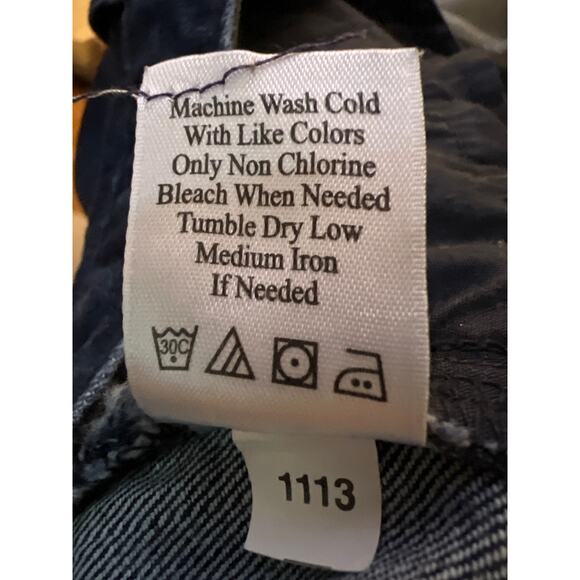 Machine Wash Cold
With Like Colors
Only Non Chlorine
Bleach When Needed
Tumble Dry Low
Medium Iron
If Needed
30C
1113